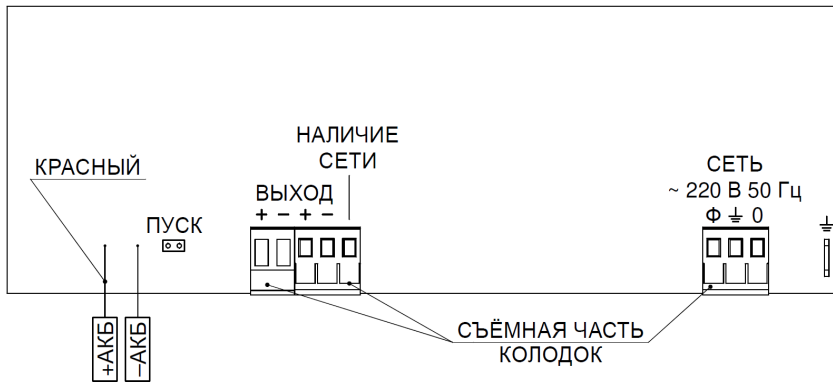 НАЛИЧИЕ
СЕТИ
КРАСНЫЙ
СЕТЬ
~ 220 В 50 Гц
ВЫХОД
+ − + −
Ф ⏚ 0
ПУСК
⏚
+АКБ
−АКБ
СЪЁМНАЯ ЧАСТЬ
КОЛОДОК